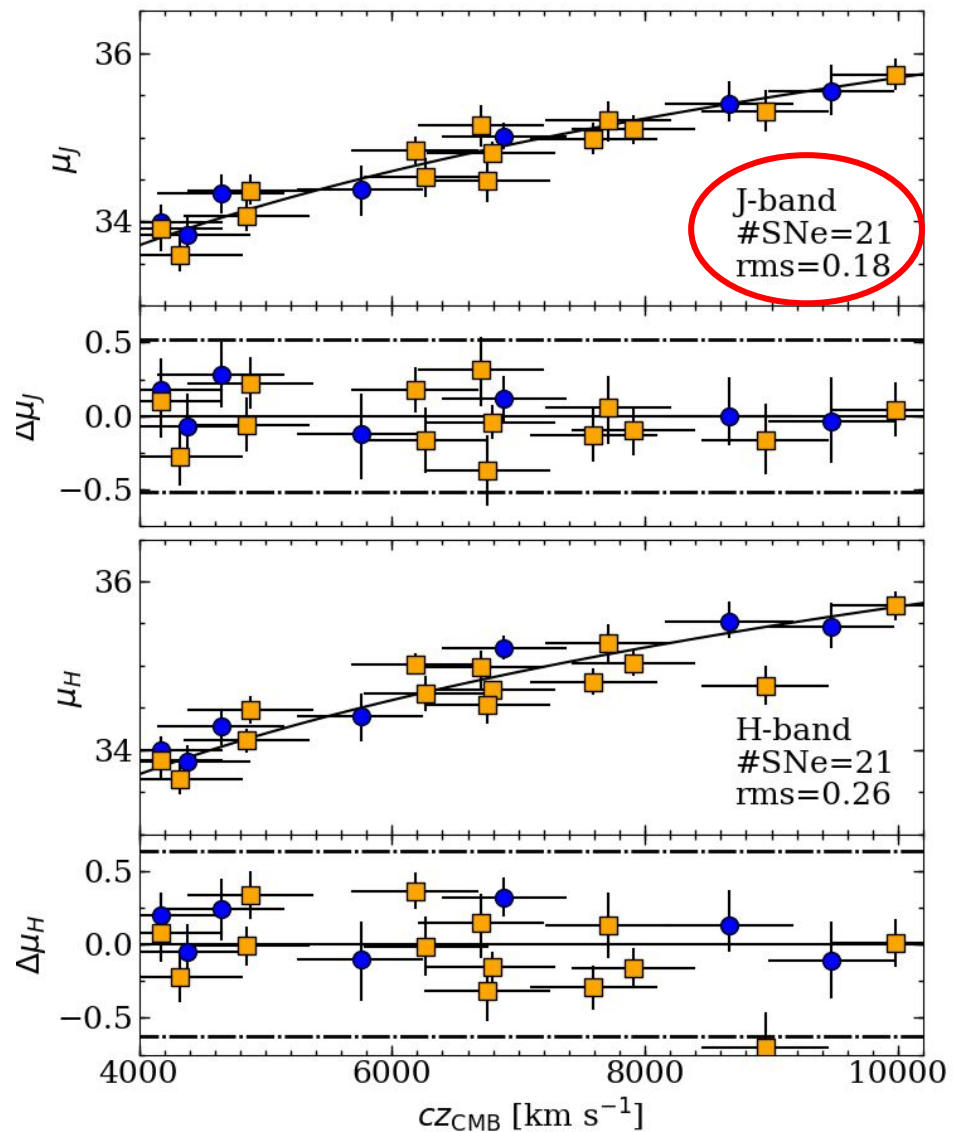 36
34
μJ
J-band
#SNe=21
rms=0.18
0.5
0.0
−0.5
ΔμJ
36
34
μH
H-band
#SNe=21
rms=0.26
0.5
0.0
−0.5
ΔμH
4000 6000 8000 10000
czCMB [km s⁻¹]